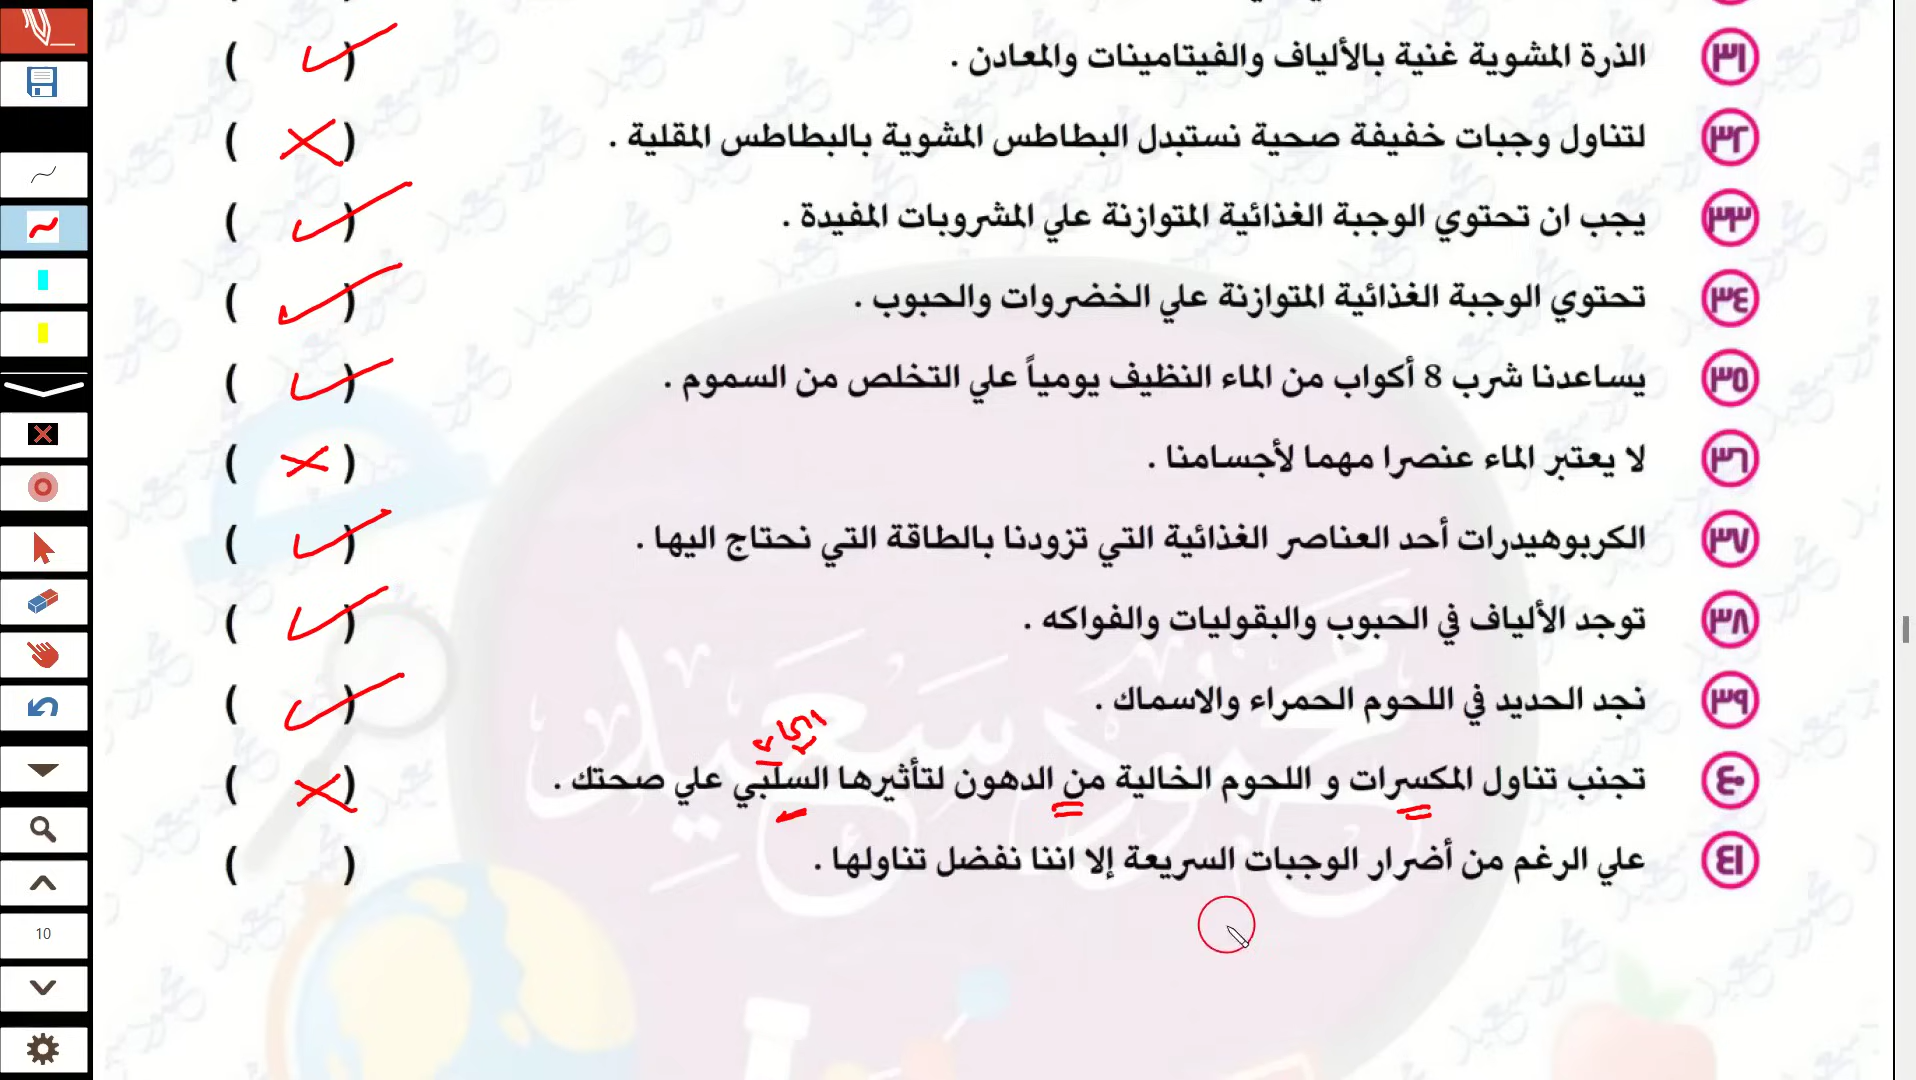 ٣١ الذرة المشوية غنية بالألياف والفيتامينات والمعادن . ( ✓ )
٣٢ لتناول وجبات خفيفة صحية نستبدل البطاطس المشوية بالبطاطس المقلية . ( ✗ )
٣٣ يجب ان تحتوي الوجبة الغذائية المتوازنة علي المشروبات المفيدة . ( ✓ )
٣٤ تحتوي الوجبة الغذائية المتوازنة علي الخضروات والحبوب . ( ✓ )
٣٥ يساعدنا شرب 8 أكواب من الماء النظيف يومياً علي التخلص من السموم . ( ✓ )
٣٦ لا يعتبر الماء عنصرا مهما لأجسامنا . ( ✗ )
٣٧ الكربوهيدرات أحد العناصر الغذائية التي تزودنا بالطاقة التي نحتاج اليها . ( ✓ )
٣٨ توجد الألياف في الحبوب والبقوليات والفواكه . ( ✓ )
٣٩ نجد الحديد في اللحوم الحمراء والاسماك . ( ✓ )
٤٠ تجنب تناول المكسرات و اللحوم الخالية من الدهون لتأثيرها السلبي علي صحتك . ( ✗ )
٤١ علي الرغم من أضرار الوجبات السريعة إلا اننا نفضل تناولها . ( )
محمود سعيد
10